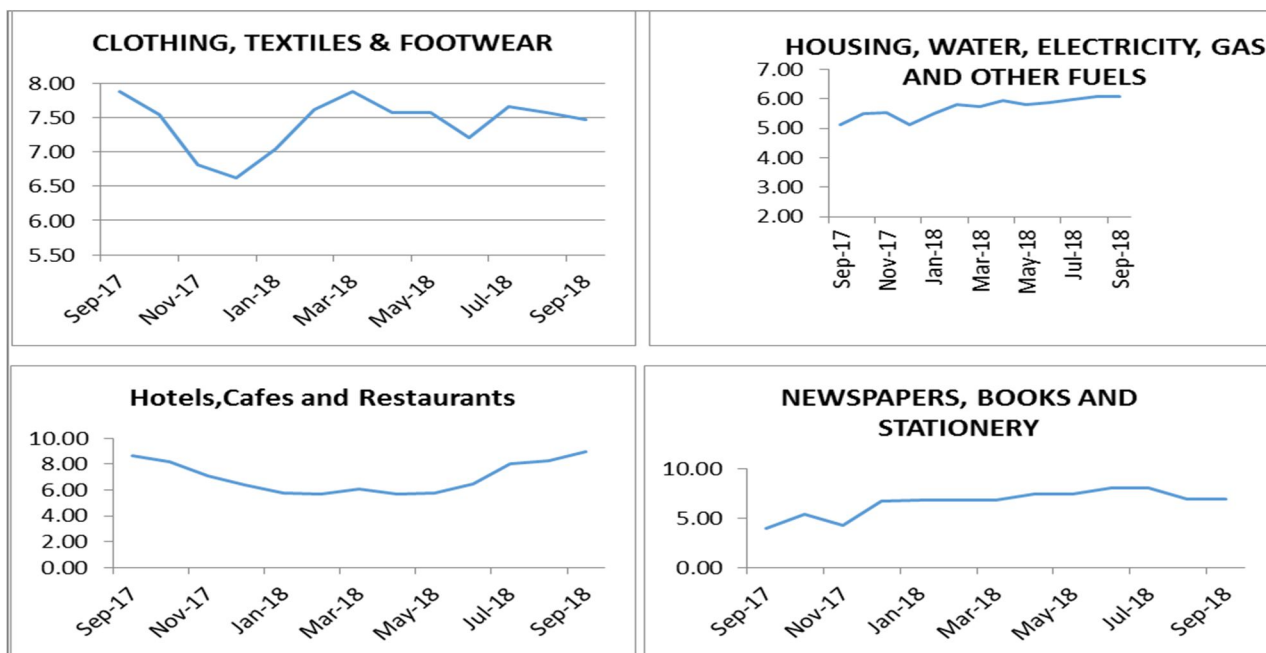 CLOTHING, TEXTILES & FOOTWEAR
8.00
7.50
7.00
6.50
6.00
5.50
Sep-17
Nov-17
Jan-18
Mar-18
May-18
Jul-18
Sep-18
HOUSING, WATER, ELECTRICITY, GAS
AND OTHER FUELS
7.00
6.00
5.00
4.00
3.00
2.00
Sep-17
Nov-17
Jan-18
Mar-18
May-18
Jul-18
Sep-18
Hotels,Cafes and Restaurants
10.00
8.00
6.00
4.00
2.00
0.00
Sep-17
Nov-17
Jan-18
Mar-18
May-18
Jul-18
Sep-18
NEWSPAPERS, BOOKS AND
STATIONERY
10.00
5.00
0.00
Sep-17
Nov-17
Jan-18
Mar-18
May-18
Jul-18
Sep-18